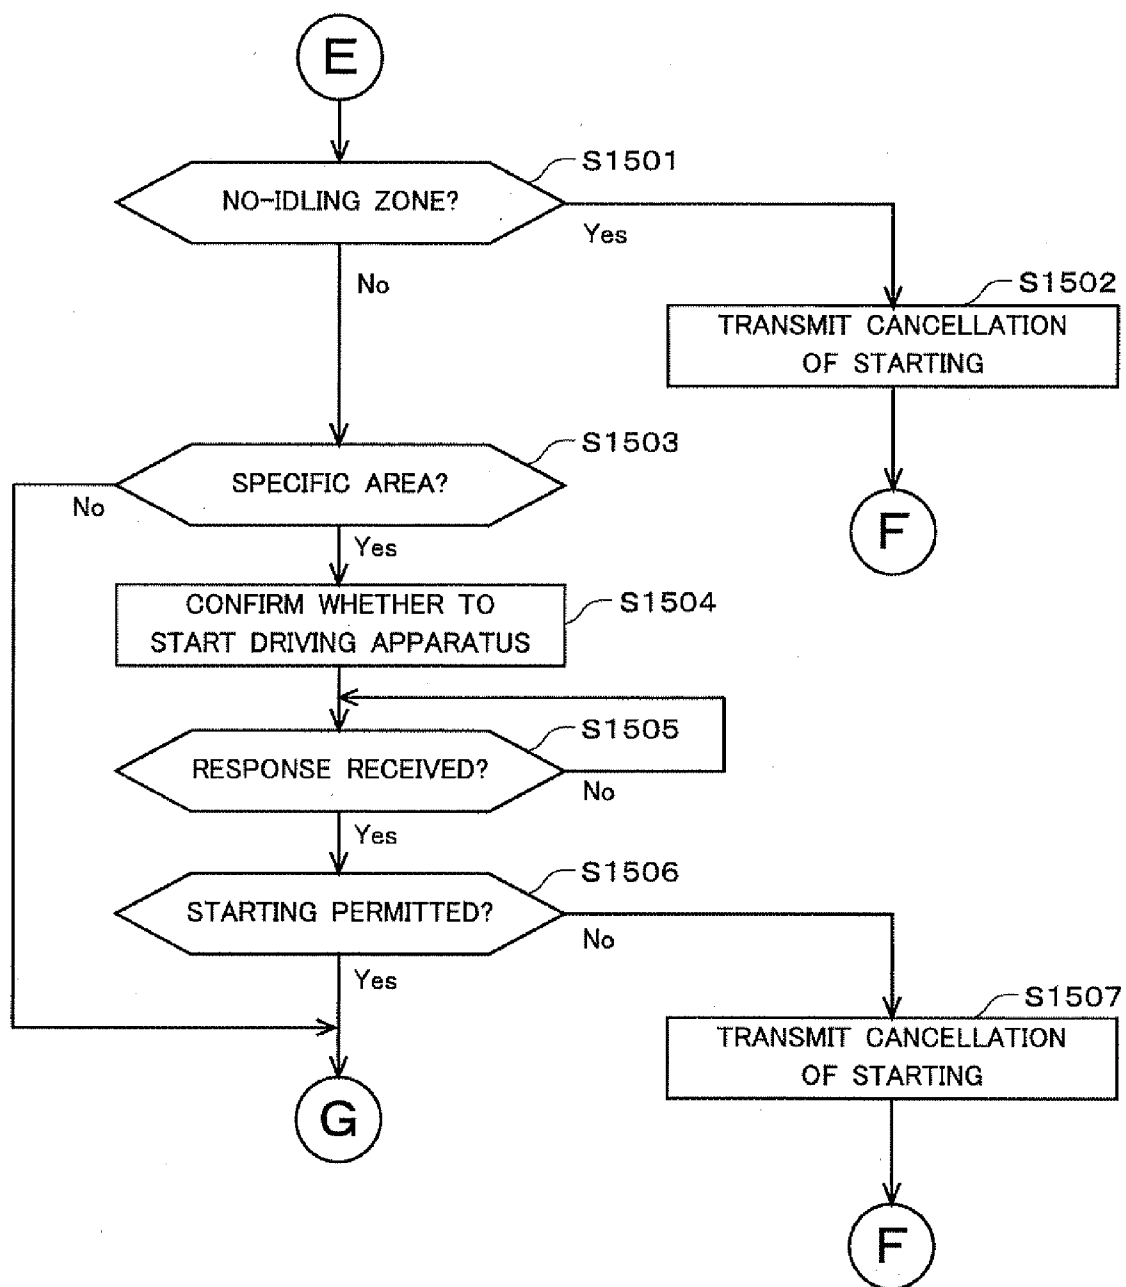 E
S1501
NO-IDLING ZONE?
Yes
No
S1502
TRANSMIT CANCELLATION
OF STARTING
F
S1503
SPECIFIC AREA?
No
Yes
S1504
CONFIRM WHETHER TO
START DRIVING APPARATUS
S1505
RESPONSE RECEIVED?
No
Yes
S1506
STARTING PERMITTED?
No
Yes
S1507
TRANSMIT CANCELLATION
OF STARTING
G
F